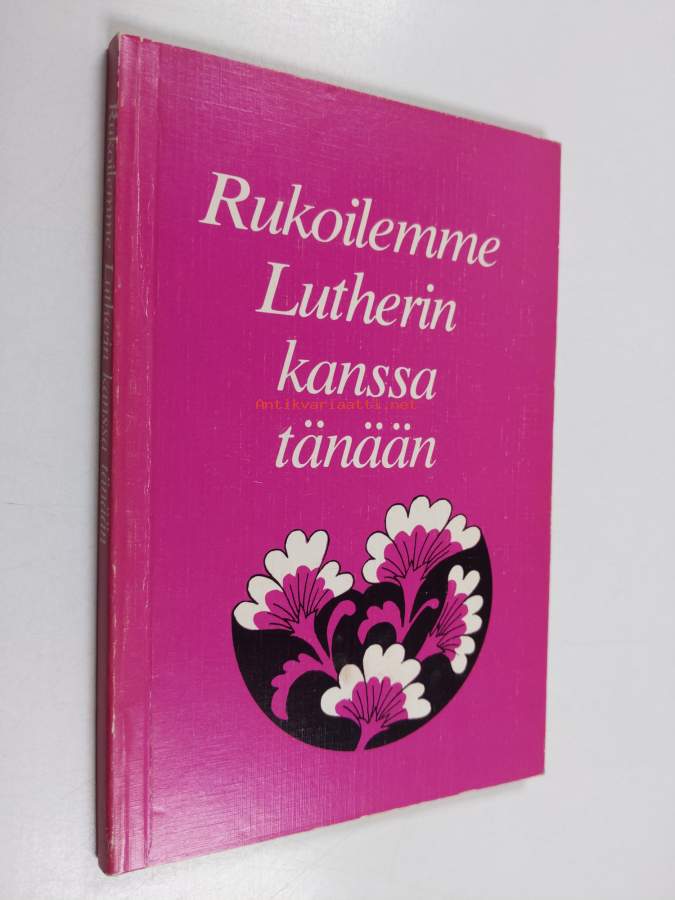 Rukoilemme
Lutherin
kanssa
Antikvariaatti.net
tänään
Rukoilemme Lutherin kanssa tänään